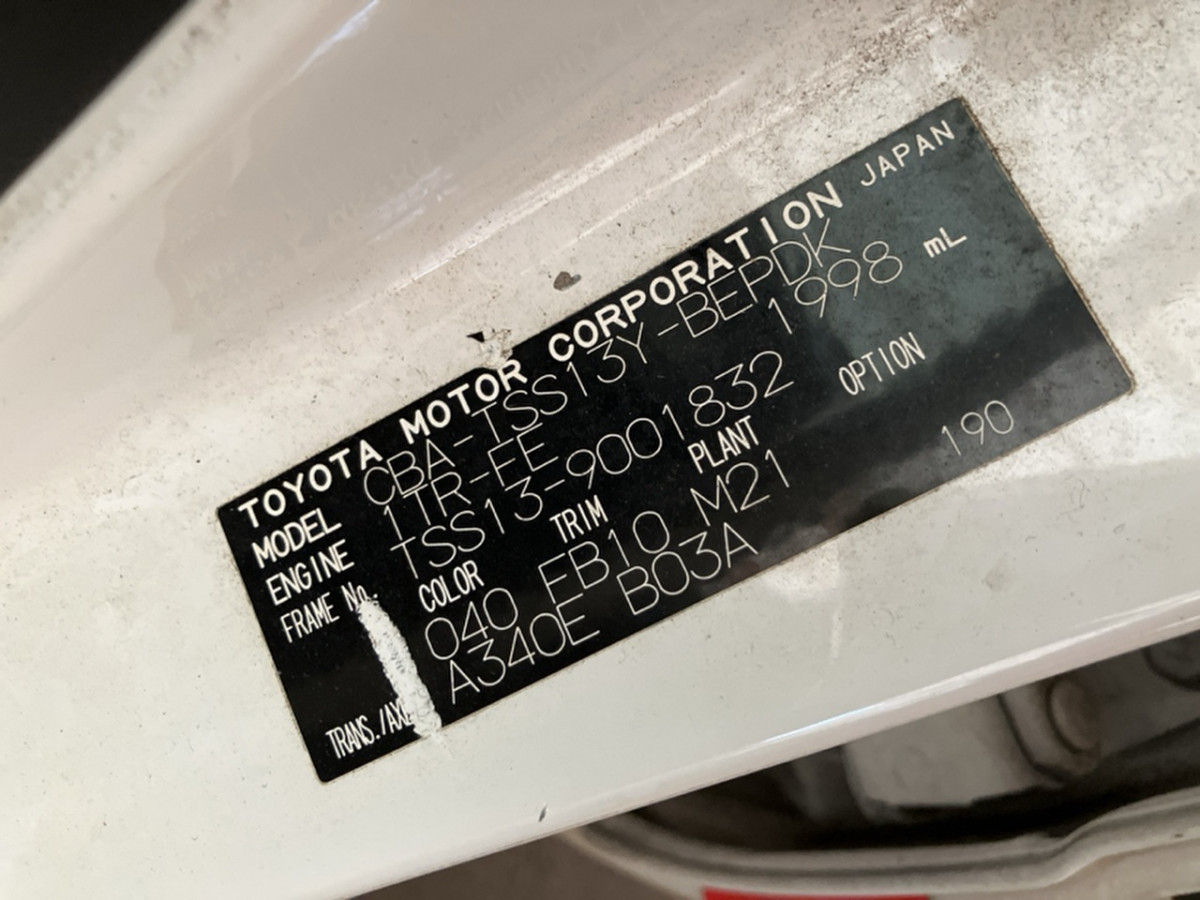 TOYOTA MOTOR CORPORATION JAPAN
MODEL CBA-TSS13Y-BEPDK
ENGINE 1TR-FE 1998 mL
FRAME No. TSS13-9001832
COLOR TRIM PLANT OPTION
040 FB10 M21 190
TRANS./AXLE A340E B03A